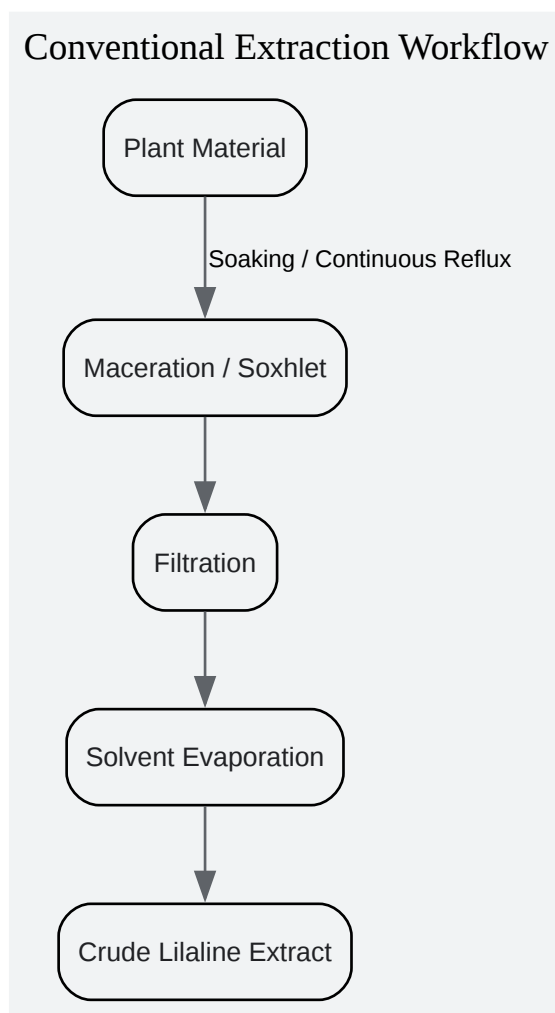 Conventional Extraction Workflow
Plant Material
Soaking / Continuous Reflux
Maceration / Soxhlet
Filtration
Solvent Evaporation
Crude Lilaline Extract